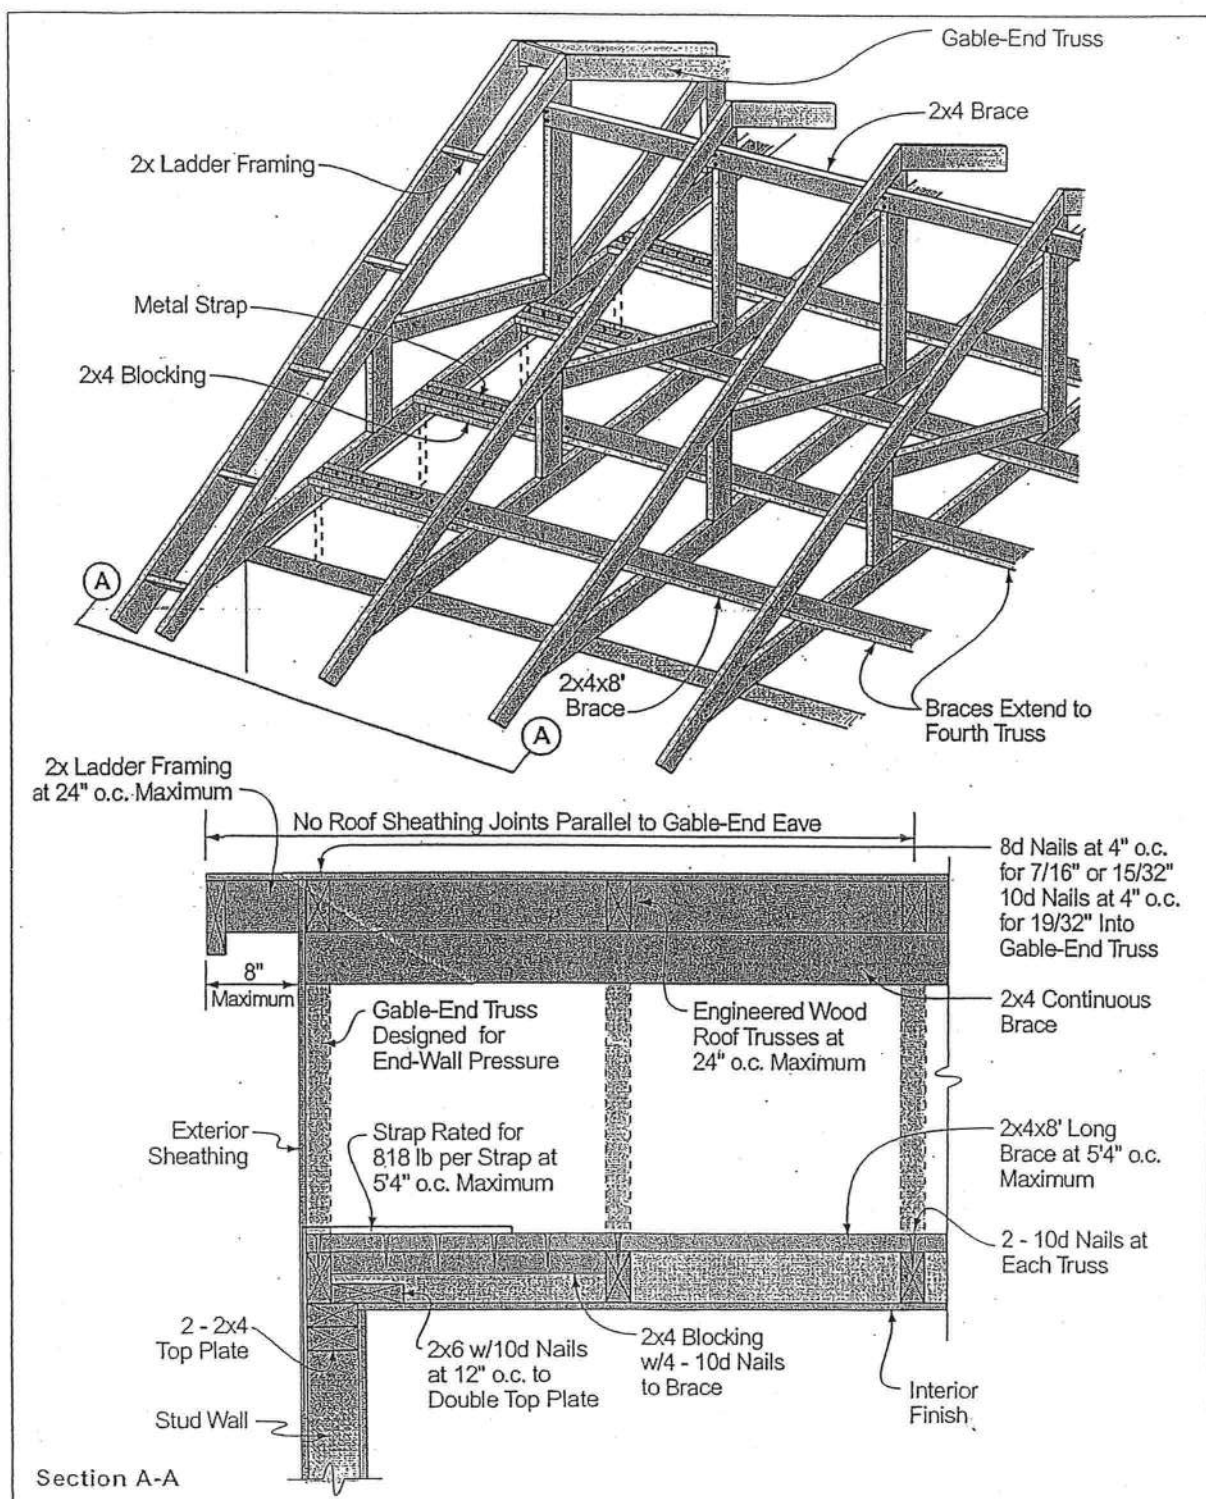 Gable-End Truss
2x4 Brace
2x Ladder Framing
Metal Strap
2x4 Blocking
A
2x4x8'
Brace
A
Braces Extend to
Fourth Truss
2x Ladder Framing
at 24" o.c. Maximum
No Roof Sheathing Joints Parallel to Gable-End Eave
8d Nails at 4" o.c.
for 7/16" or 15/32"
10d Nails at 4" o.c.
for 19/32" Into
Gable-End Truss
8"
Maximum
Gable-End Truss
Designed for
End-Wall Pressure
Engineered Wood
Roof Trusses at
24" o.c. Maximum
2x4 Continuous
Brace
Exterior
Sheathing
Strap Rated for
818 lb per Strap at
5'4" o.c. Maximum
2x4x8' Long
Brace at 5'4" o.c.
Maximum
2 - 10d Nails at
Each Truss
2 - 2x4
Top Plate
2x6 w/10d Nails
at 12" o.c. to
Double Top Plate
2x4 Blocking
w/4 - 10d Nails
to Brace
Interior
Finish
Stud Wall
Section A-A